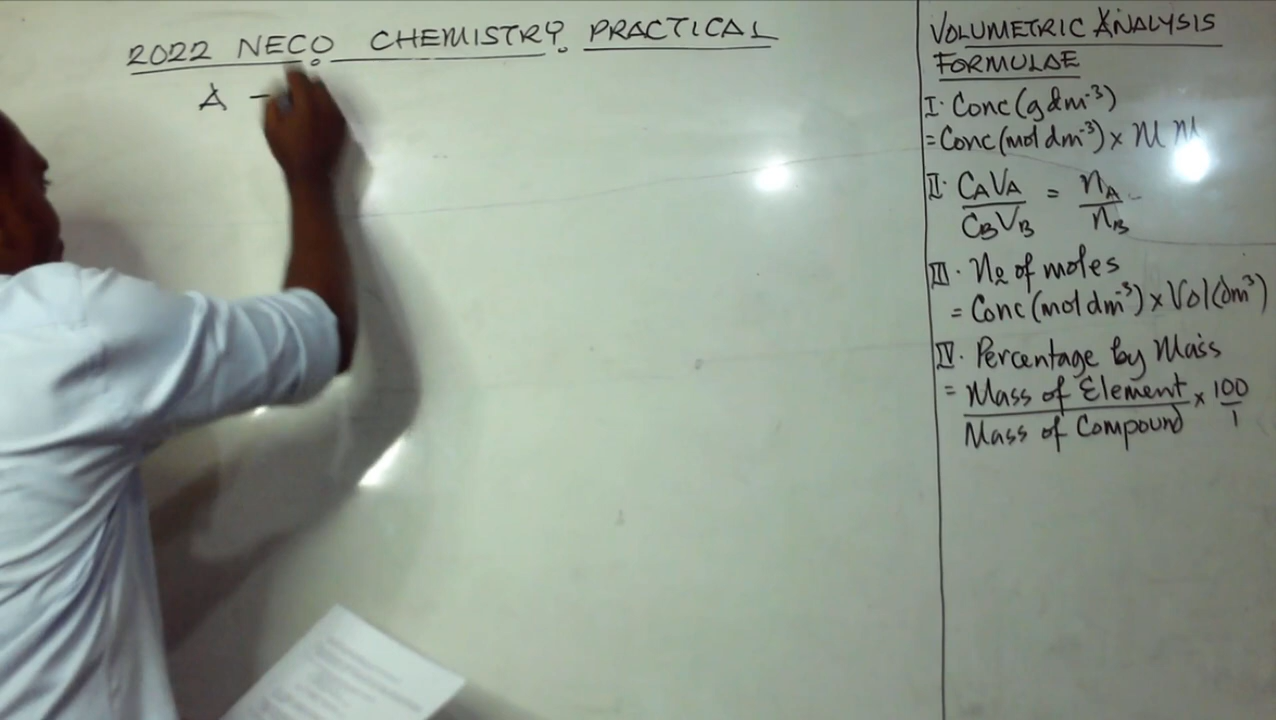 2022 NECO CHEMISTRY PRACTICAL
A -
VOLUMETRIC ANALYSIS
FORMULAE
I. Conc (gdm⁻³)
= Conc (mol dm⁻³) × MM
II. CAVA / CBVB = nA / nB
III. No of moles
= Conc (mol dm⁻³) × Vol (dm³)
IV. Percentage by Mass
= Mass of Element / Mass of Compound × 100 / 1